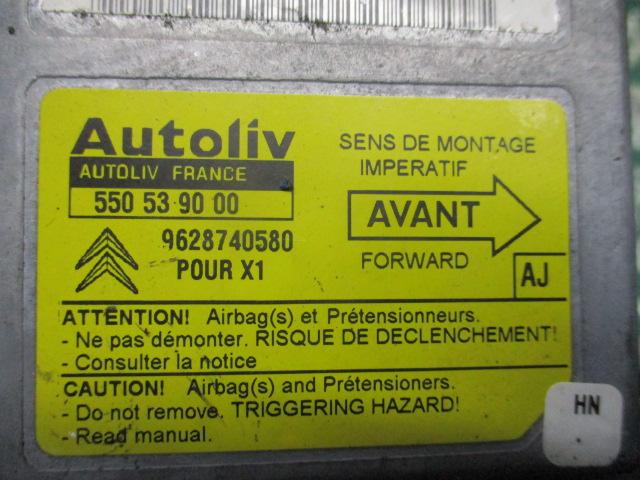 Autoliv
AUTOLIV FRANCE
550 53 90 00
9628740580
POUR X1
SENS DE MONTAGE
IMPERATIF
AVANT
FORWARD
AJ
ATTENTION! Airbag(s) et Prétensionneurs.
- Ne pas démonter. RISQUE DE DECLENCHEMENT!
- Consulter la notice
CAUTION! Airbag(s) and Prétensioners.
- Do not remove. TRIGGERING HAZARD!
- Read manual.
HN